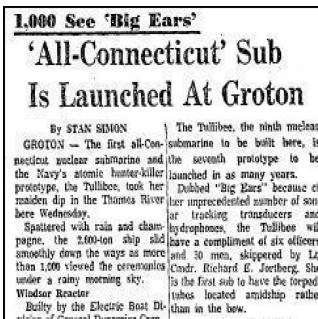 1,000 See 'Big Ears'
'All-Connecticut' Sub
Is Launched At Groton
By STAN SIMON
GROTON — The first all-Con-
necticut nuclear submarine and
the Navy's atomic hunter-killer
prototype, the Tullibee, took her
maiden dip in the Thames River
here Wednesday.
Spattered with rain and cham-
pagne, the 2,600-ton ship slid
smoothly down the ways as more
than 1,000 viewed the ceremonies
under a rainy morning sky.
Windsor Reactor
Builty by the Electric Boat Di-
vision of General Dynamics Corp.
The Tullibee, the ninth nuclear
submarine to be built here, is
the seventh prototype to be
launched in as many years.
Dubbed "Big Ears" because of
her unprecedented number of son-
ar tracking transducers and
hydrophones, the Tullibee will
have a compliment of six officers
and 50 men, skippered by Lt.
Cmdr. Richard E. Jortberg. She
is the first sub to have the torpedo
tubes located amidship rather
than in the bow.